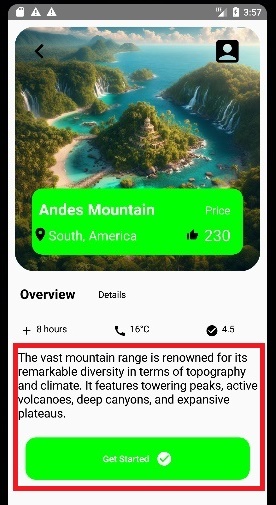 3:57
Andes Mountain Price
South, America 230
Overview Details
8 hours 16°C 4.5
The vast mountain range is renowned for its
remarkable diversity in terms of topography
and climate. It features towering peaks, active
volcanoes, deep canyons, and expansive
plateaus.
Get Started